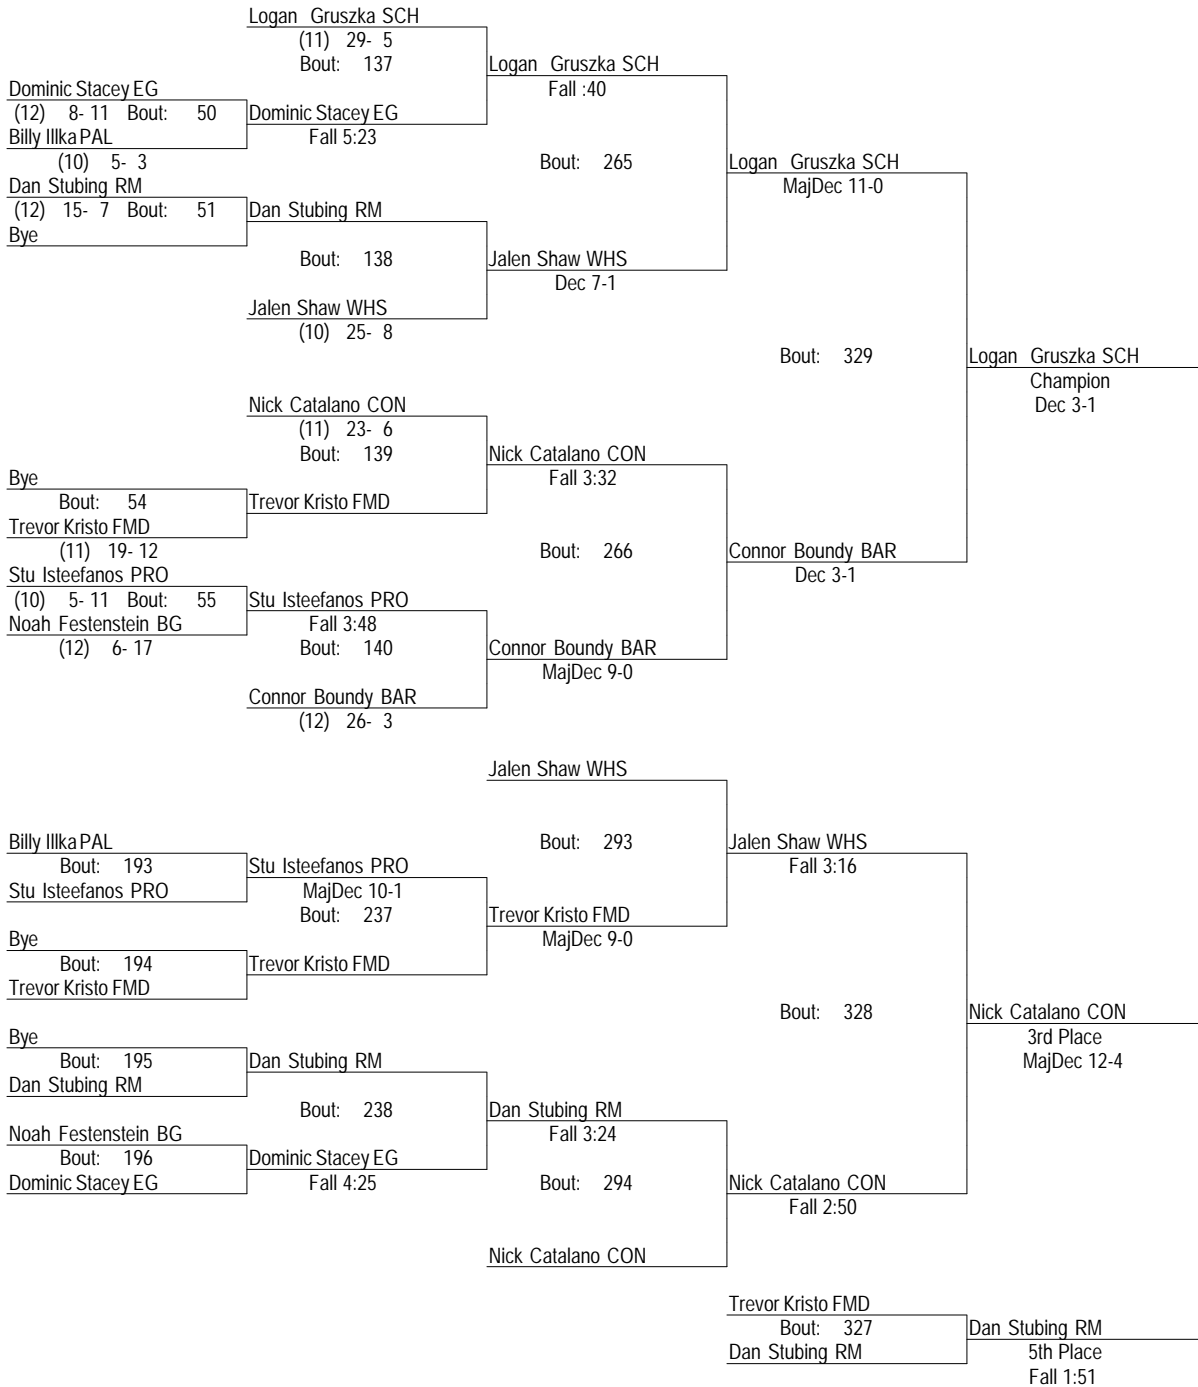 Logan Gruszka SCH
(11) 29- 5
Bout: 137
Logan Gruszka SCH
Fall :40
Dominic Stacey EG
(12) 8- 11 Bout: 50
Dominic Stacey EG
Billy Illka PAL
Fall 5:23
(10) 5- 3
Bout: 265
Logan Gruszka SCH
MajDec 11-0
Dan Stubing RM
(12) 15- 7 Bout: 51
Dan Stubing RM
Bye
Bout: 138
Jalen Shaw WHS
Dec 7-1
Jalen Shaw WHS
(10) 25- 8
Bout: 329
Logan Gruszka SCH
Champion
Dec 3-1
Nick Catalano CON
(11) 23- 6
Bout: 139
Nick Catalano CON
Fall 3:32
Bye
Bout: 54
Trevor Kristo FMD
Trevor Kristo FMD
(11) 19- 12
Bout: 266
Connor Boundy BAR
Dec 3-1
Stu Isteefanos PRO
(10) 5- 11 Bout: 55
Stu Isteefanos PRO
Noah Festenstein BG
Fall 3:48
(12) 6- 17
Bout: 140
Connor Boundy BAR
MajDec 9-0
Connor Boundy BAR
(12) 26- 3
Jalen Shaw WHS
Billy Illka PAL
Bout: 293
Jalen Shaw WHS
Fall 3:16
Bout: 193
Stu Isteefanos PRO
Stu Isteefanos PRO
MajDec 10-1
Bout: 237
Trevor Kristo FMD
MajDec 9-0
Bye
Bout: 194
Trevor Kristo FMD
Trevor Kristo FMD
Bout: 328
Nick Catalano CON
3rd Place
MajDec 12-4
Bye
Bout: 195
Dan Stubing RM
Dan Stubing RM
Bout: 238
Dan Stubing RM
Fall 3:24
Noah Festenstein BG
Bout: 196
Dominic Stacey EG
Dominic Stacey EG
Fall 4:25
Bout: 294
Nick Catalano CON
Fall 2:50
Nick Catalano CON
Trevor Kristo FMD
Bout: 327
Dan Stubing RM
Dan Stubing RM
5th Place
Fall 1:51